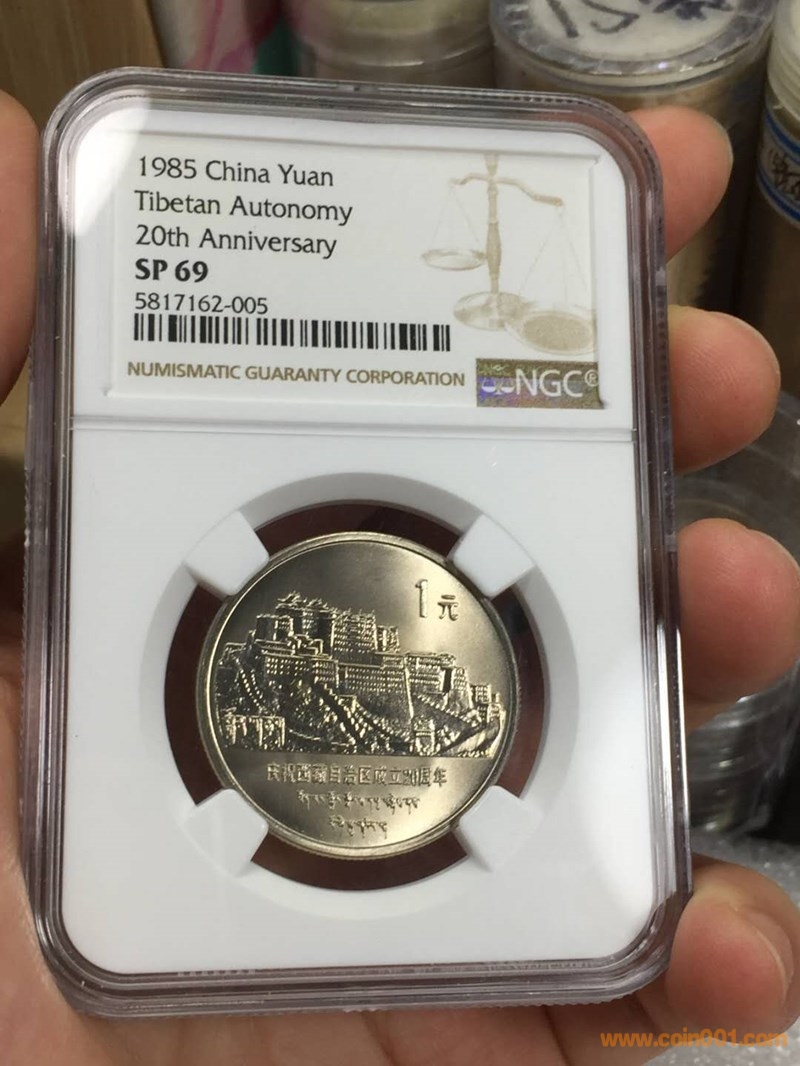 1985 China Yuan
Tibetan Autonomy
20th Anniversary
SP 69
5817162-005
NUMISMATIC GUARANTY CORPORATION
NGC®
1元
庆祝西藏自治区成立20周年
www.coin001.com